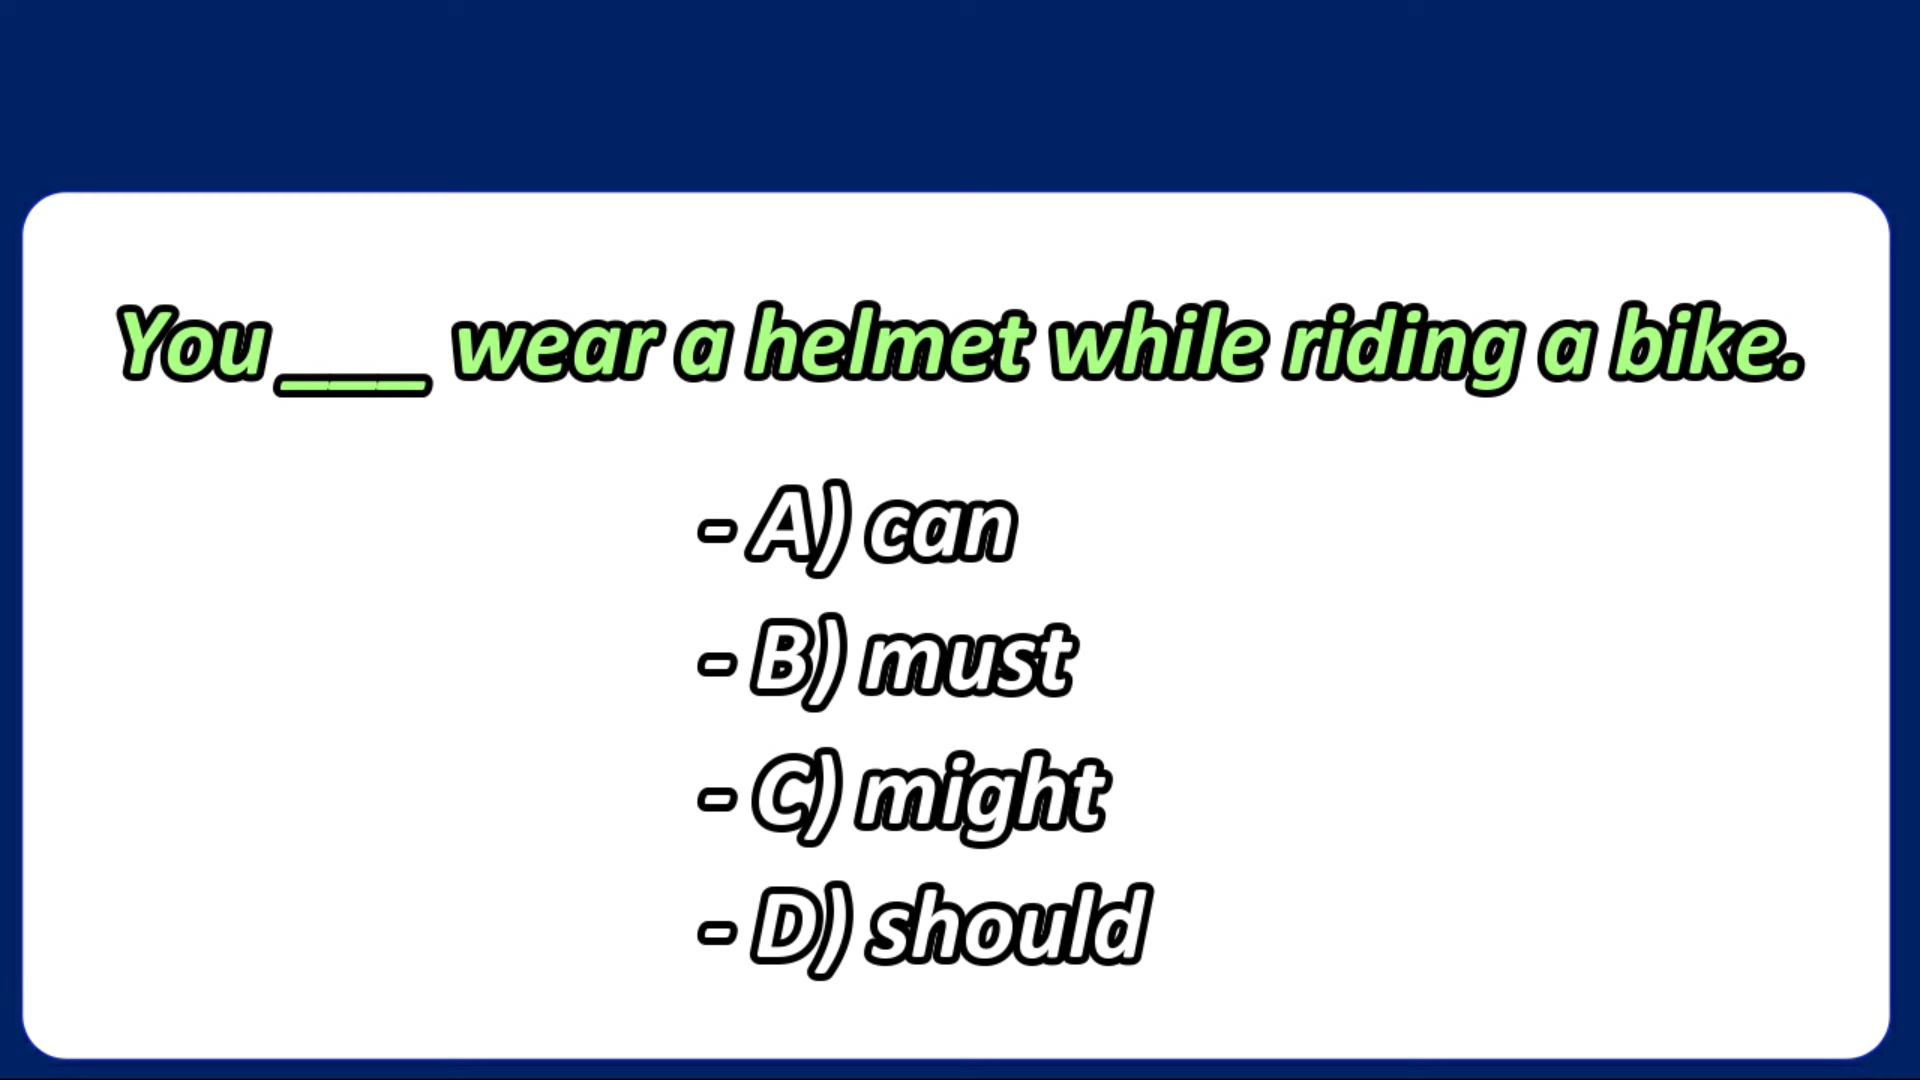 You ___ wear a helmet while riding a bike.
- A) can
- B) must
- C) might
- D) should